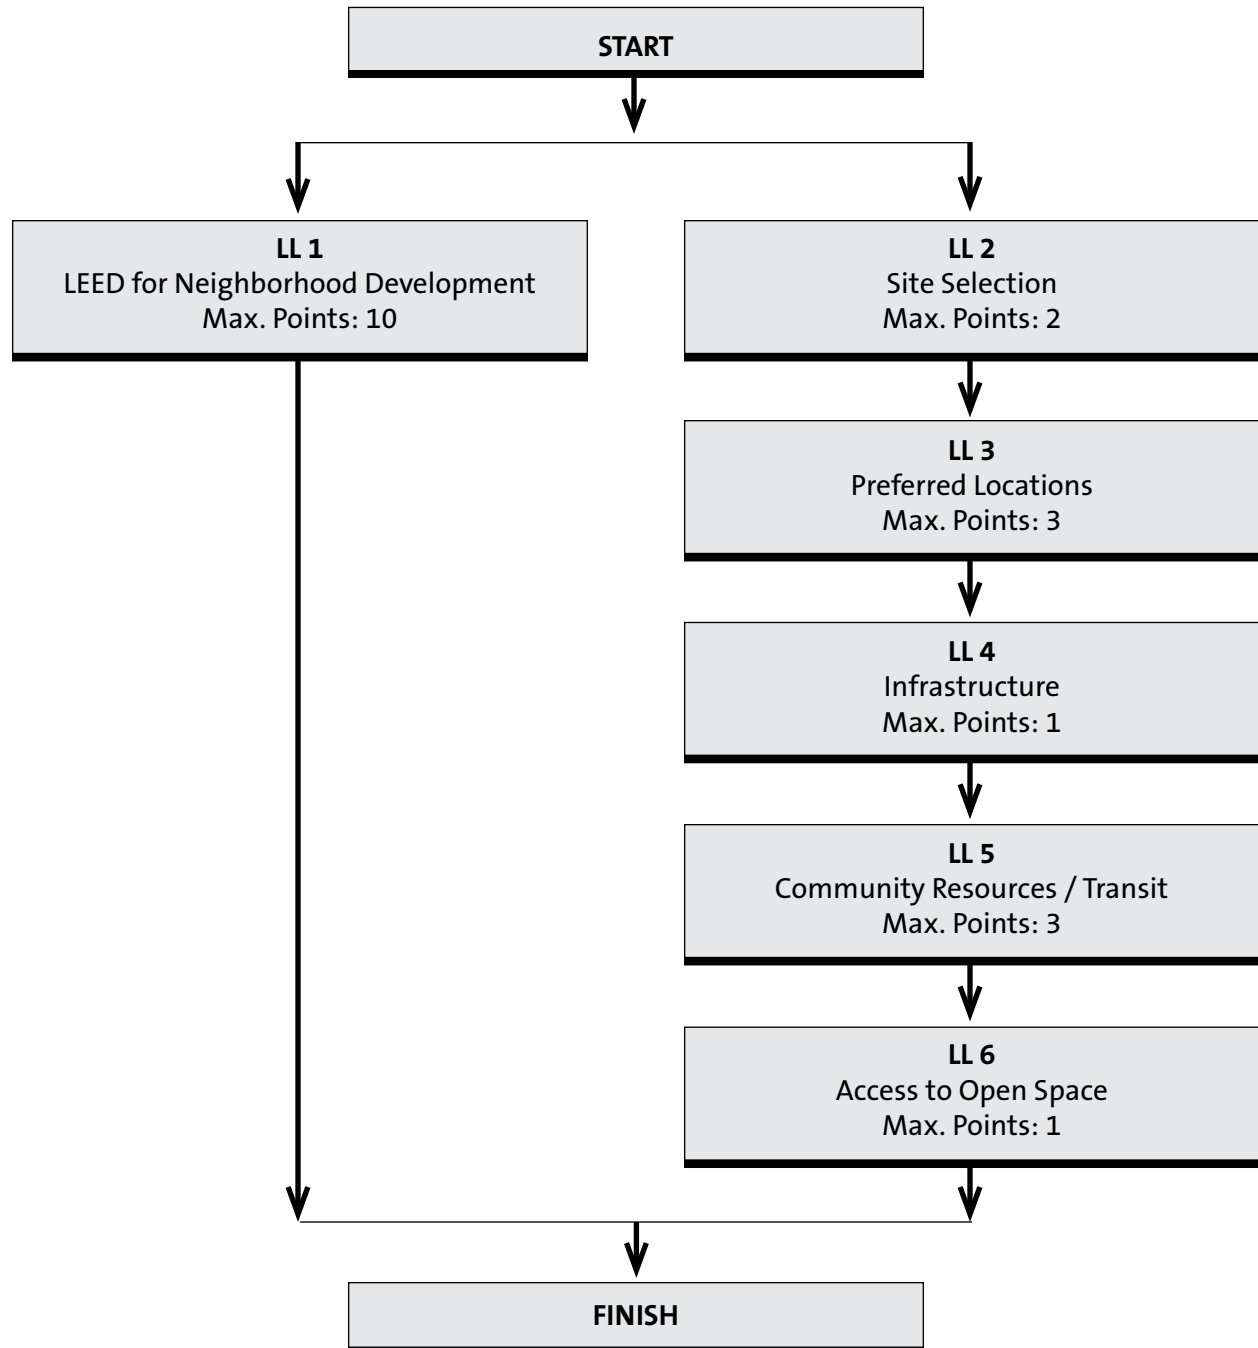 START
LL 1
LEED for Neighborhood Development
Max. Points: 10
LL 2
Site Selection
Max. Points: 2
LL 3
Preferred Locations
Max. Points: 3
LL 4
Infrastructure
Max. Points: 1
LL 5
Community Resources / Transit
Max. Points: 3
LL 6
Access to Open Space
Max. Points: 1
FINISH